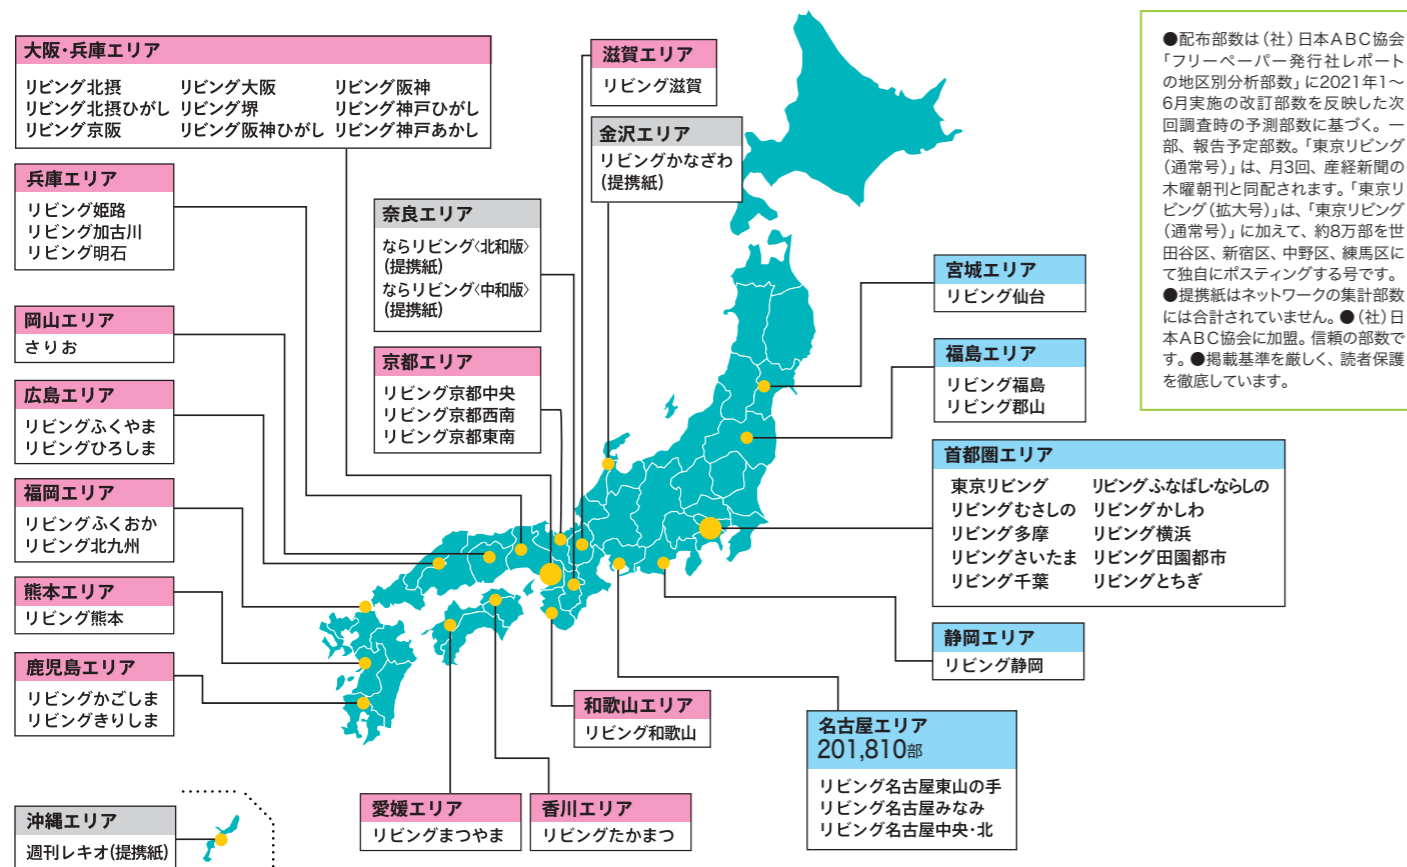 大阪・兵庫エリア
リビング北摂 リビング大阪 リビング阪神
リビング北摂ひがし リビング堺 リビング神戸ひがし
リビング京阪 リビング阪神ひがし リビング神戸あかし
兵庫エリア
リビング姫路
リビング加古川
リビング明石
岡山エリア
さりお
広島エリア
リビングふくやま
リビングひろしま
福岡エリア
リビングふくおか
リビング北九州
熊本エリア
リビング熊本
鹿児島エリア
リビングかごしま
リビングきりしま
沖縄エリア
週刊レキオ(提携紙)
奈良エリア
ならリビング〈北和版〉
(提携紙)
ならリビング〈中和版〉
(提携紙)
京都エリア
リビング京都中央
リビング京都西南
リビング京都東南
滋賀エリア
リビング滋賀
金沢エリア
リビングかなざわ
(提携紙)
和歌山エリア
リビング和歌山
愛媛エリア
リビングまつやま
香川エリア
リビングたかまつ
宮城エリア
リビング仙台
福島エリア
リビング福島
リビング郡山
首都圏エリア
東京リビング リビングふなばし・ならしの
リビングむさしの リビングかしわ
リビング多摩 リビング横浜
リビングさいたま リビング田園都市
リビング千葉 リビングとちぎ
静岡エリア
リビング静岡
名古屋エリア
201,810部
リビング名古屋東山の手
リビング名古屋みなみ
リビング名古屋中央・北
●配布部数は(社)日本ABC協会
「フリーペーパー発行社レポート
の地区別分析部数」に2021年1〜
6月実施の改訂部数を反映した次
回調査時の予測部数に基づく。一
部、報告予定部数。「東京リビング
(通常号)」は、月3回、産経新聞の
木曜朝刊と同配されます。「東京リ
ビング(拡大号)」は、「東京リビング
(通常号)」に加えて、約8万部を世
田谷区、新宿区、中野区、練馬区に
て独自にポスティングする号です。
●提携紙はネットワークの集計部数
には合計されていません。●(社)日
本ABC協会に加盟。信頼の部数で
す。●掲載基準を厳しく、読者保護
を徹底しています。